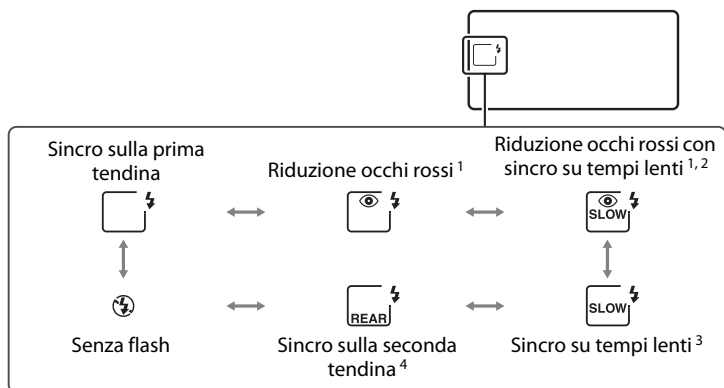 Sincro sulla prima
tendina
Riduzione occhi rossi 1
Riduzione occhi rossi con
sincro su tempi lenti 1, 2
SLOW
REAR
SLOW
Senza flash
Sincro sulla seconda
tendina 4
Sincro su tempi lenti 3